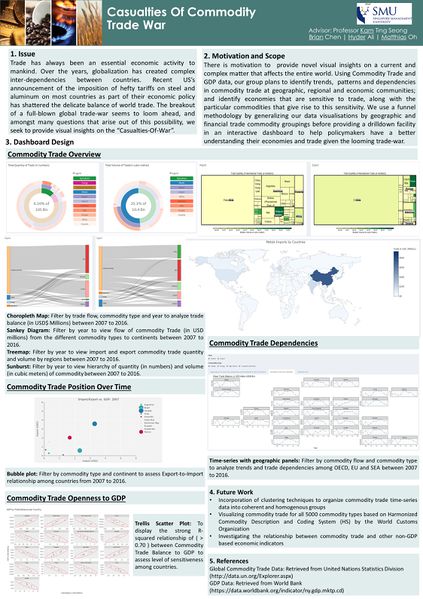 Casualties Of Commodity
Trade War
SMU
SINGAPORE MANAGEMENT
UNIVERSITY
Advisor: Professor Kam Ting Seong
Brian Chen | Hyder Ali | Matthias Oh
1. Issue
Trade has always been an essential economic activity to
mankind. Over the years, globalization has created complex
inter-dependencies between countries. Recent US's
announcement of the imposition of hefty tariffs on steel and
aluminum on most countries as part of their economic policy
has shattered the delicate balance of world trade. The breakout
of a full-blown global trade-war seems to loom ahead, and
amongst many questions that arise out of this possibility, we
seek to provide visual insights on the "Casualties-Of-War".
2. Motivation and Scope
There is motivation to provide novel visual insights on a current and
complex matter that affects the entire world. Using Commodity Trade and
GDP data, our group plans to identify trends, patterns and dependencies
in commodity trade at geographic, regional and economic communities;
and identify economies that are sensitive to trade, along with the
particular commodities that give rise to this sensitivity. We use a funnel
methodology by generalizing our data visualisations by geographic and
financial trade commodity groupings before providing a drilldown facility
in an interactive dashboard to help policymakers have a better
understanding their economies and trade given the looming trade-war.
3. Dashboard Design
Commodity Trade Overview
Choropleth Map: Filter by trade flow, commodity type and year to analyze trade
balance (in USD$ Millions) between 2007 to 2016.
Sankey Diagram: Filter by year to view flow of commodity Trade (in USD
millions) from the different commodity types to continents between 2007 to
2016.
Treemap: Filter by year to view import and export commodity trade quantity
and volume by regions between 2007 to 2016.
Sunburst: Filter by year to view hierarchy of quantity (in numbers) and volume
(in cubic meters) of commodity between 2007 to 2016.
Commodity Trade Position Over Time
Import/Export vs. GDP: 2007
Bubble plot: Filter by commodity type and continent to assess Export-to-Import
relationship among countries from 2007 to 2016.
Commodity Trade Openness to GDP
Trellis Scatter Plot: To
display the strong R-
squared relationship of ( >
0.70 ) between Commodity
Trade Balance to GDP to
assess level of sensitiveness
among countries.
Metals Imports by Countries
Commodity Trade Dependencies
Time-series with geographic panels: Filter by commodity flow and commodity type
to analyze trends and trade dependencies among OECD, EU and SEA between 2007
to 2016.
4. Future Work
• Incorporation of clustering techniques to organize commodity trade time-series
data into coherent and homogenous groups
• Visualizing commodity trade for all 5000 commodity types based on Harmonized
Commodity Description and Coding System (HS) by the World Customs
Organization
• Investigating the relationship between commodity trade and other non-GDP
based economic indicators
5. References
Global Commodity Trade Data: Retrieved from United Nations Statistics Division
(http://data.un.org/Explorer.aspx)
GDP Data: Retrieved from World Bank
(https://data.worldbank.org/indicator/ny.gdp.mktp.cd)